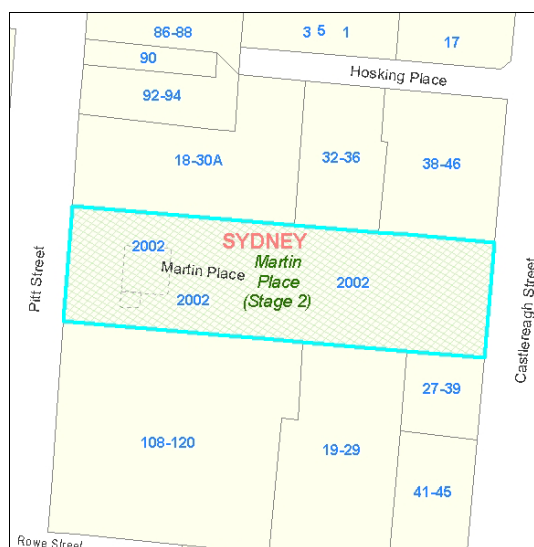 86-88
3 5 1
17
90
Hosking Place
92-94
18-30A
32-36
38-46
SYDNEY
2002
Martin Place
Martin
Place
(Stage 2)
2002
2002
Pitt Street
Castlereagh Street
27-39
108-120
19-29
41-45
Rowe Street